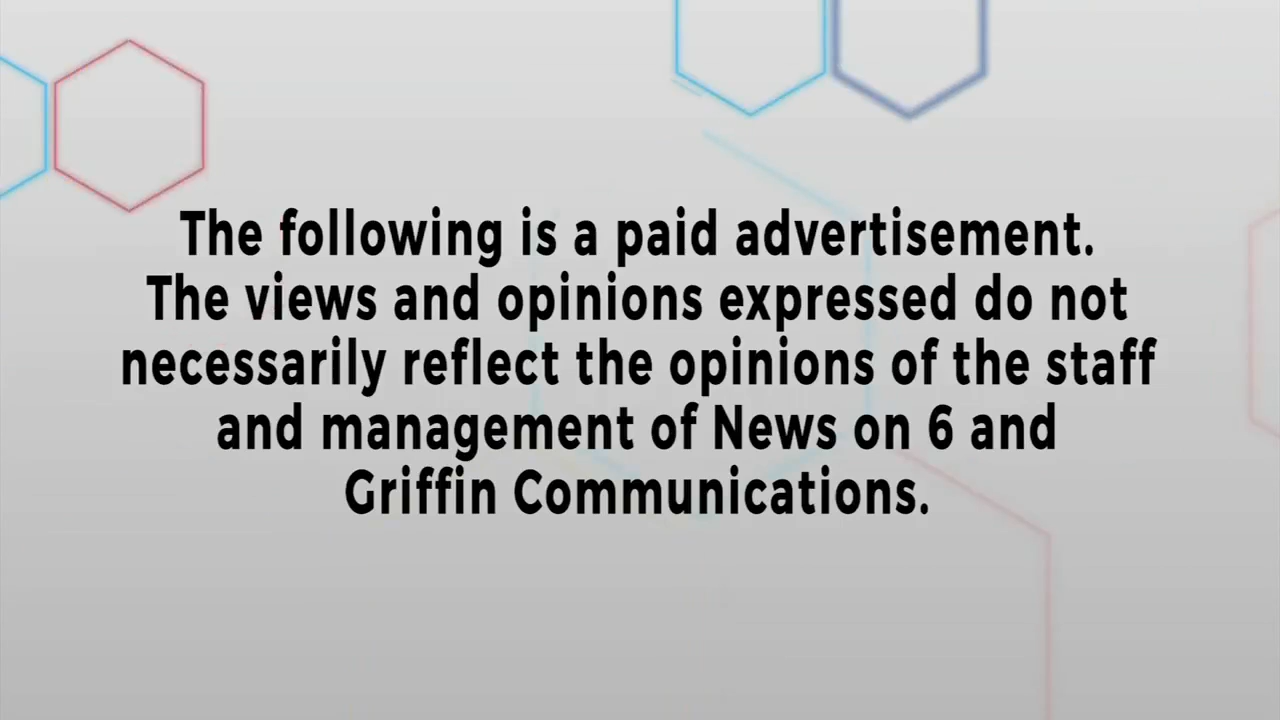 The following is a paid advertisement.
The views and opinions expressed do not
necessarily reflect the opinions of the staff
and management of News on 6 and
Griffin Communications.